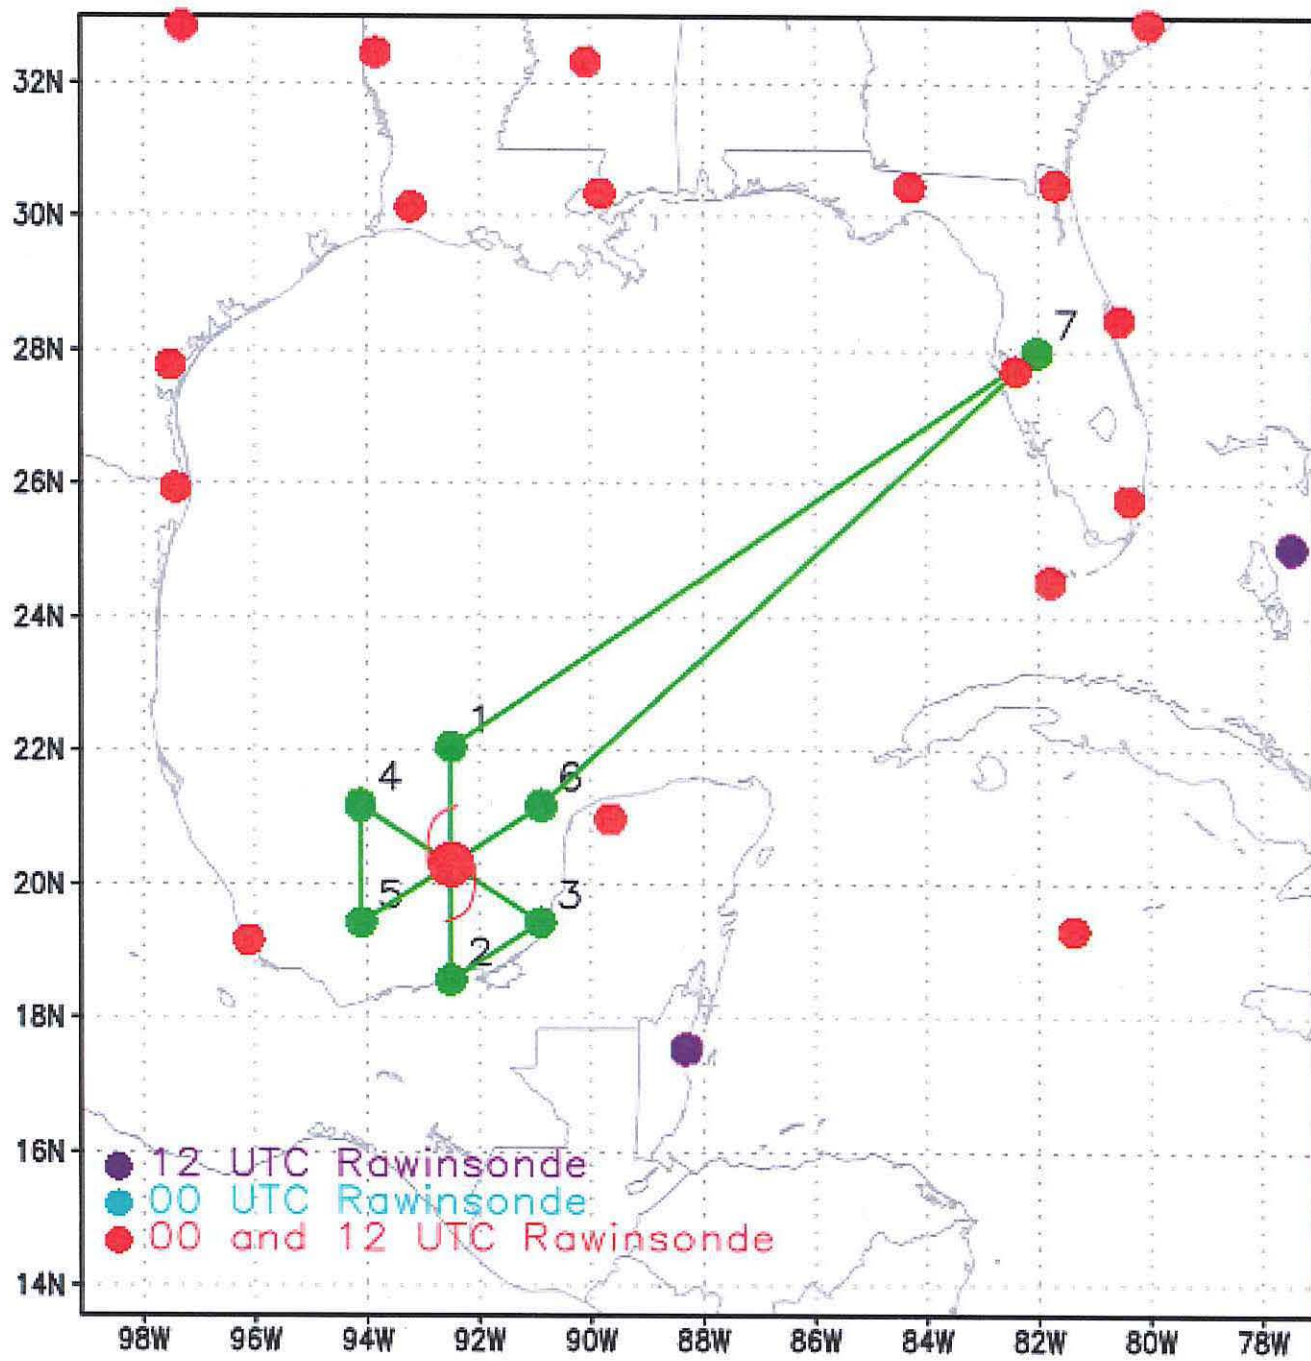 32N
30N
28N
7
26N
24N
22N
1
4
6
20N
5
3
2
18N
16N
12 UTC Rawinsonde
00 UTC Rawinsonde
00 and 12 UTC Rawinsonde
14N
98W 96W 94W 92W 90W 88W 86W 84W 82W 80W 78W